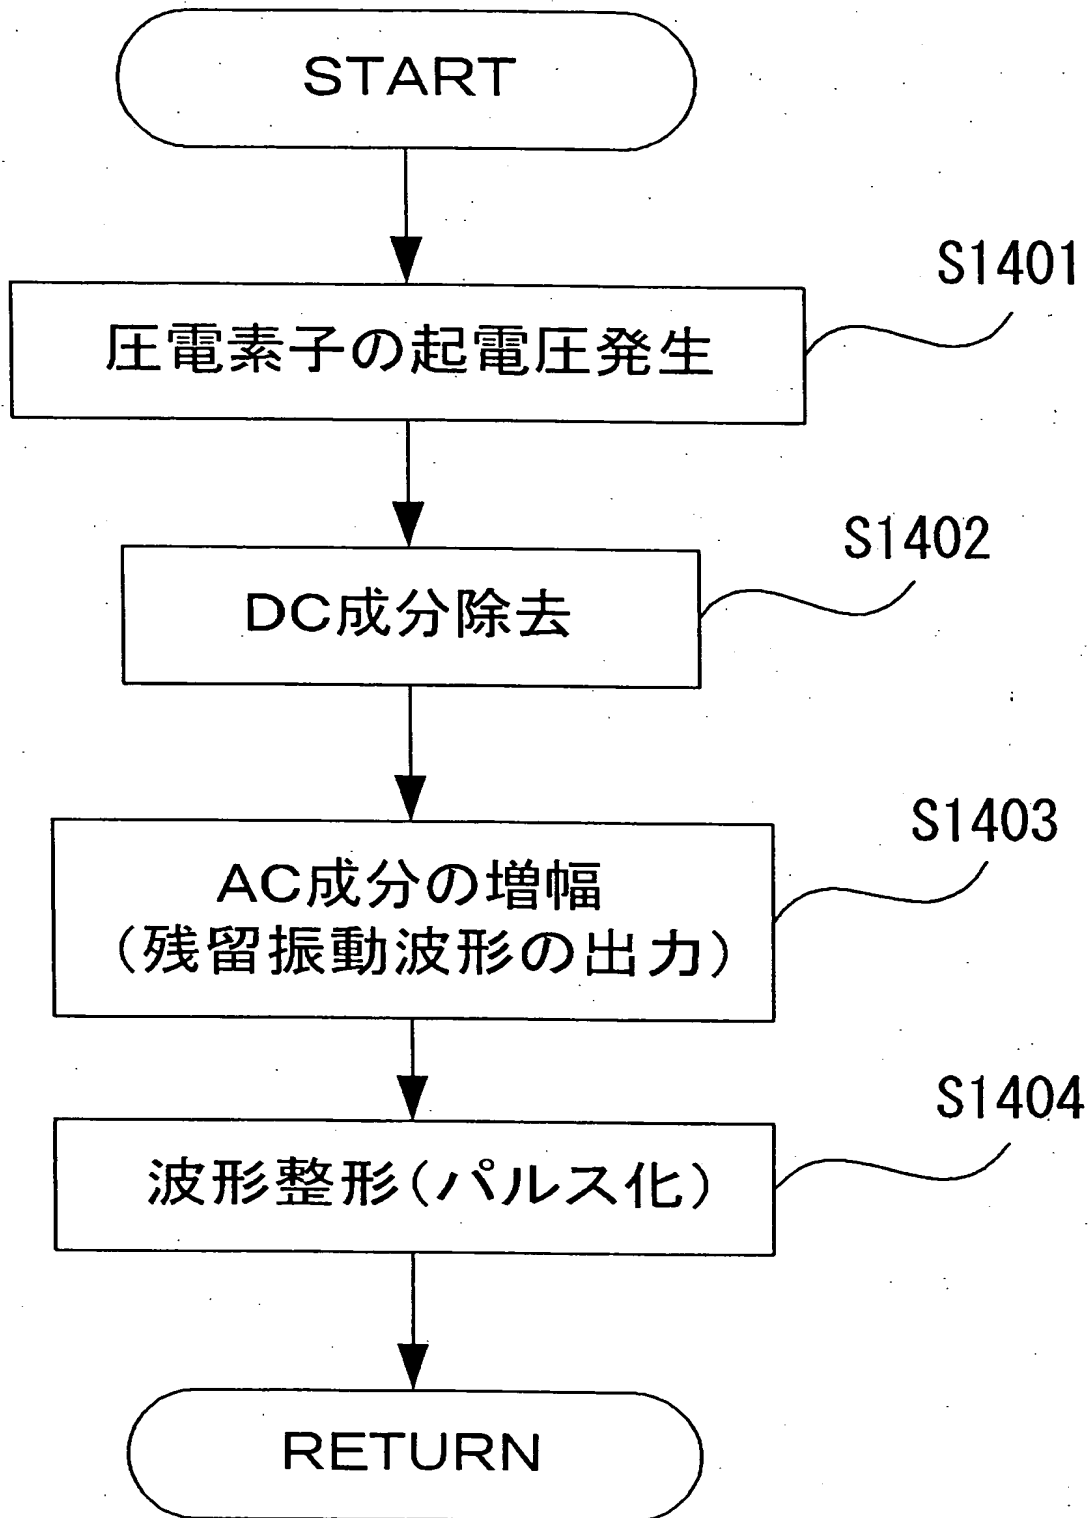 START
S1401
圧電素子の起電圧発生
S1402
DC成分除去
S1403
AC成分の増幅
（残留振動波形の出力）
S1404
波形整形（パルス化）
RETURN